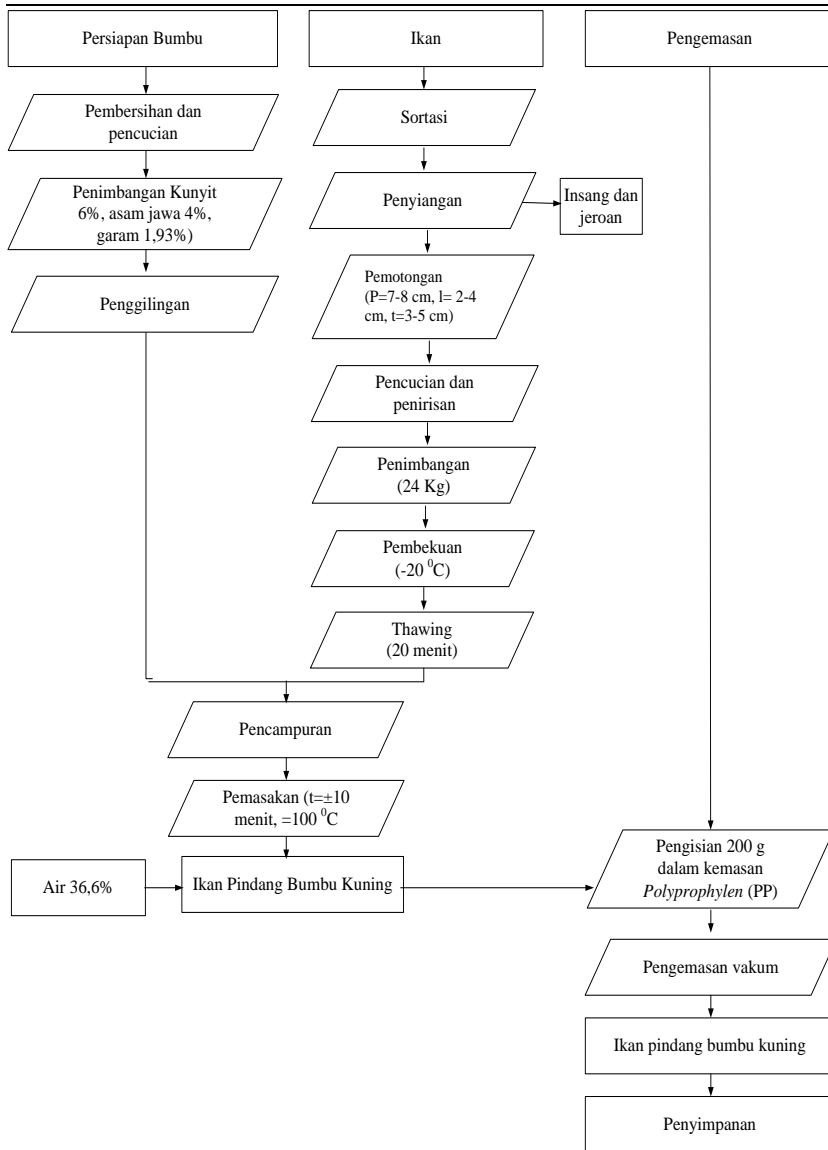 Persiapan Bumbu
Ikan
Pengemasan
Pembersihan dan
pencucian
Sortasi
Penimbangan Kunyit
6%, asam jawa 4%,
garam 1,93%)
Penyiangan
Insang dan
jeroan
Penggilingan
Pemotongan
(P=7-8 cm, l= 2-4
cm, t=3-5 cm)
Pencucian dan
penirisan
Penimbangan
(24 Kg)
Pembekuan
(-20 ⁰C)
Thawing
(20 menit)
Pencampuran
Pemasakan (t=±10
menit, =100 ⁰C
Air 36,6%
Ikan Pindang Bumbu Kuning
Pengisian 200 g
dalam kemasan
Polyprophylen (PP)
Pengemasan vakum
Ikan pindang bumbu kuning
Penyimpanan